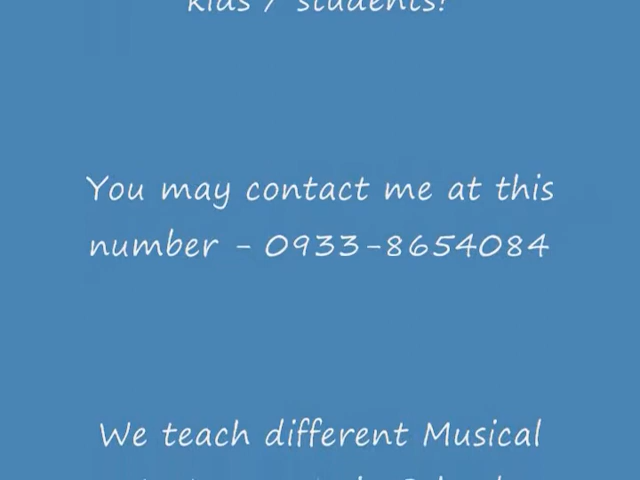 kids / students!
You may contact me at this
number - 0933-8654084
We teach different Musical